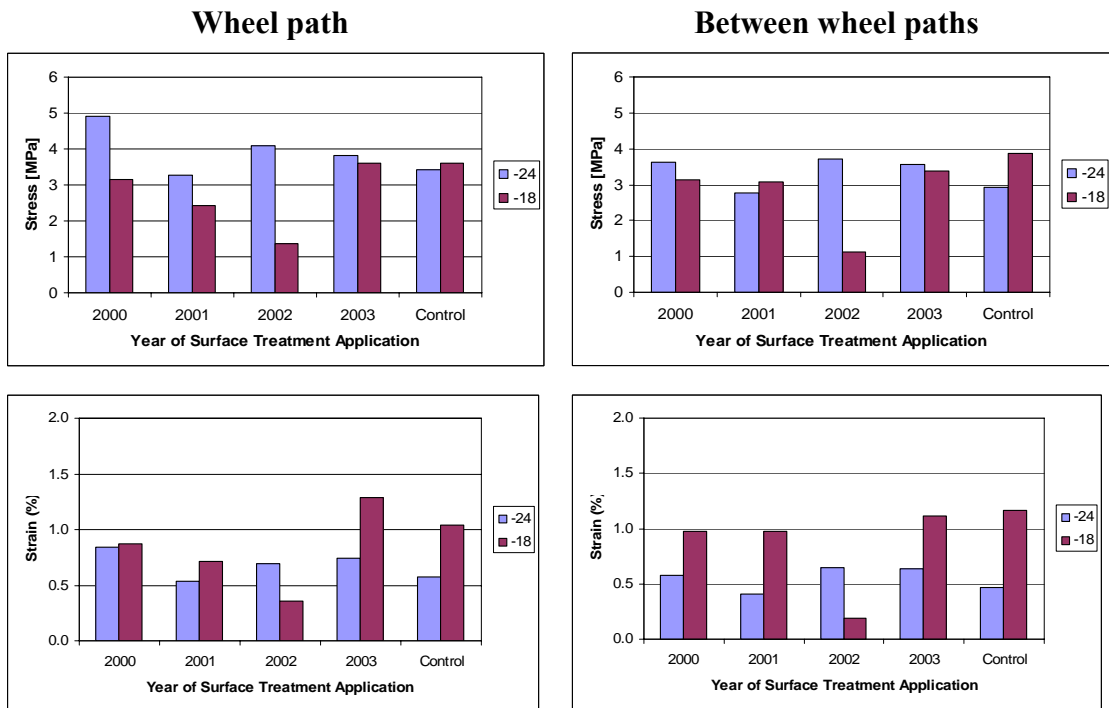 Wheel path
Between wheel paths
6
5
4
3
2
1
0
Stress [MPa]
2000 2001 2002 2003 Control
Year of Surface Treatment Application
-24
-18
6
5
4
3
2
1
0
Stress [MPa]
2000 2001 2002 2003 Control
Year of Surface Treatment Application
-24
-18
2.0
1.5
1.0
0.5
0.0
Strain (%)
2000 2001 2002 2003 Control
Year of Surface Treatment Application
-24
-18
2.0
1.5
1.0
0.5
0.0
Strain (%)
2000 2001 2002 2003 Control
Year of Surface Treatment Application
-24
-18